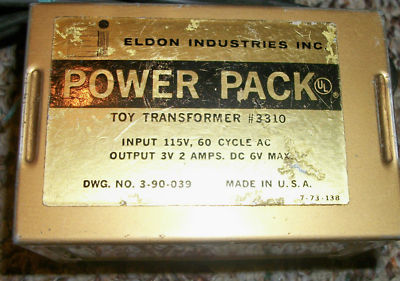 ELDON INDUSTRIES INC
POWER PACK UL ®
TOY TRANSFORMER #3310
INPUT 115V, 60 CYCLE AC
OUTPUT 3V 2 AMPS. DC 6V MAX
DWG. NO. 3-90-039 MADE IN U.S.A.
7-73-138